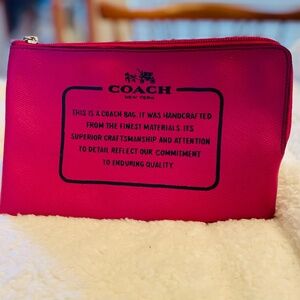 COACH
NEW YORK
THIS IS A COACH BAG. IT WAS HANDCRAFTED
FROM THE FINEST MATERIALS. ITS
SUPERIOR CRAFTSMANSHIP AND ATTENTION
TO DETAIL REFLECT OUR COMMITMENT
TO ENDURING QUALITY.